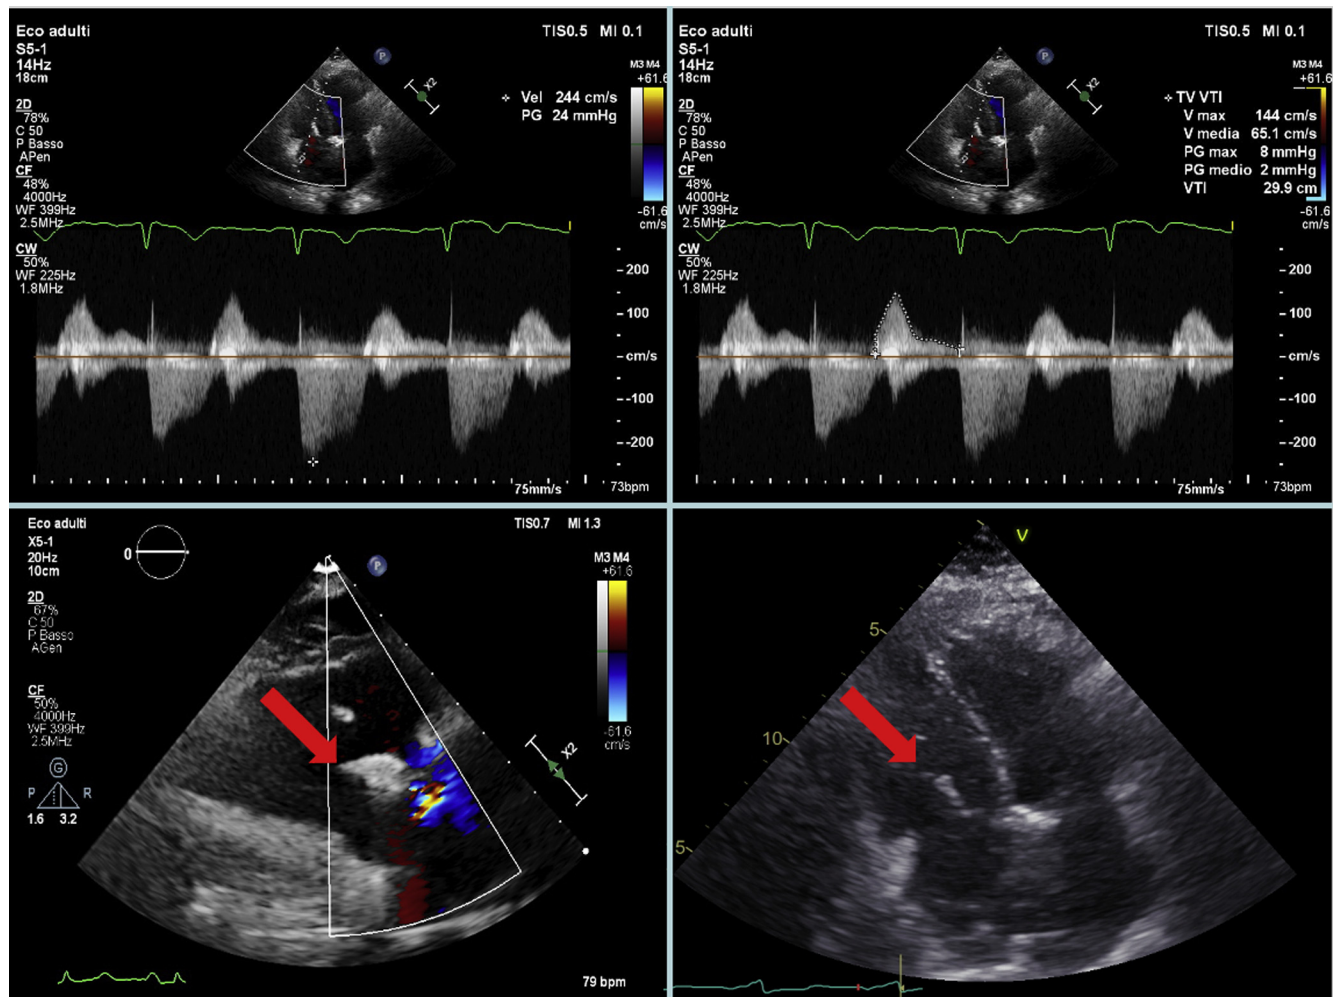 Eco adulti
TIS0.5 MI 0.1
S5-1
14Hz
18cm
2D
78%
C 50
P Basso
APen
CF
48%
4000Hz
WF 399Hz
2.5MHz
CW
50%
WF 225Hz
1.8MHz
P
X2
Vel 244 cm/s
PG 24 mmHg
M3 M4
+61.6
-61.6
cm/s
200
100
cm/s
-100
-200
75mm/s
73bpm
Eco adulti
TIS0.5 MI 0.1
S5-1
14Hz
18cm
2D
78%
C 50
P Basso
APen
CF
48%
4000Hz
WF 399Hz
2.5MHz
CW
50%
WF 225Hz
1.8MHz
P
X2
M3 M4
+61.6
TV VTI
V max 144 cm/s
V media 65.1 cm/s
PG max 8 mmHg
PG medio 2 mmHg
VTI 29.9 cm
-61.6
cm/s
200
100
cm/s
-100
-200
75mm/s
73bpm
Eco adulti
TIS0.7 MI 1.3
X5-1
20Hz
10cm
0
P
2D
67%
C 50
P Basso
AGen
CF
50%
4000Hz
WF 399Hz
2.5MHz
G
P R
1.6 3.2
M3 M4
+61.6
-61.6
cm/s
X2
79 bpm
V
5
10
5